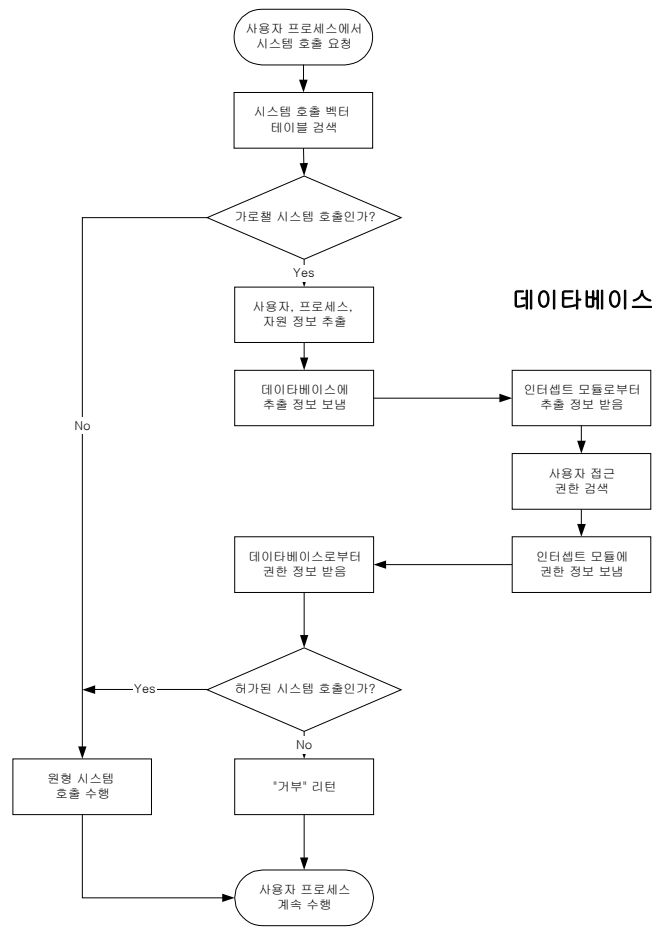 사용자 프로세스에서
시스템 호출 요청
시스템 호출 벡터
테이블 검색
가로챌 시스템 호출인가?
Yes
사용자, 프로세스,
자원 정보 추출
데이타베이스
데이타베이스에
추출 정보 보냄
인터셉트 모듈로부터
추출 정보 받음
No
사용자 접근
권한 검색
데이타베이스로부터
권한 정보 받음
인터셉트 모듈에
권한 정보 보냄
Yes
허가된 시스템 호출인가?
No
원형 시스템
호출 수행
"거부" 리턴
사용자 프로세스
계속 수행